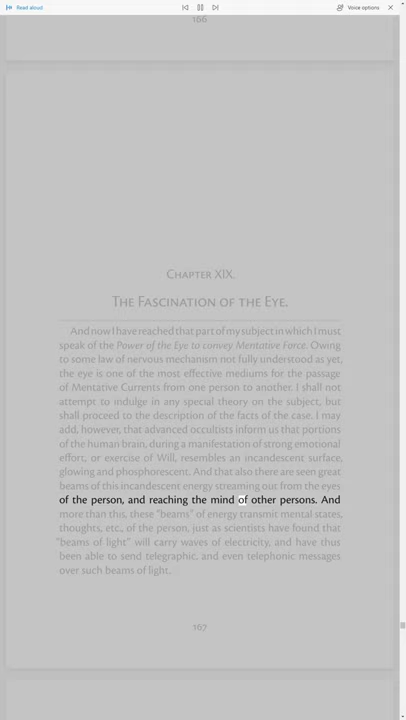 Read aloud
Voice options
166
Chapter XIX.
The Fascination of the Eye.
And now I have reached that part of my subject in which I must
speak of the Power of the Eye to convey Mentative Force. Owing
to some law of nervous mechanism not fully understood as yet,
the eye is one of the most effective mediums for the passage
of Mentative Currents from one person to another. I shall not
attempt to indulge in any special theory on the subject, but
shall proceed to the description of the facts of the case. I may
add, however, that advanced occultists inform us that portions
of the human brain, during a manifestation of strong emotional
effort, or exercise of Will, resembles an incandescent surface,
glowing and phosphorescent. And that also there are seen great
beams of this incandescent energy streaming out from the eyes
of the person, and reaching the mind of other persons. And
more than this, these "beams" of energy transmit mental states,
thoughts, etc., of the person, just as scientists have found that
"beams of light" will carry waves of electricity, and have thus
been able to send telegraphic, and even telephonic messages
over such beams of light.
167